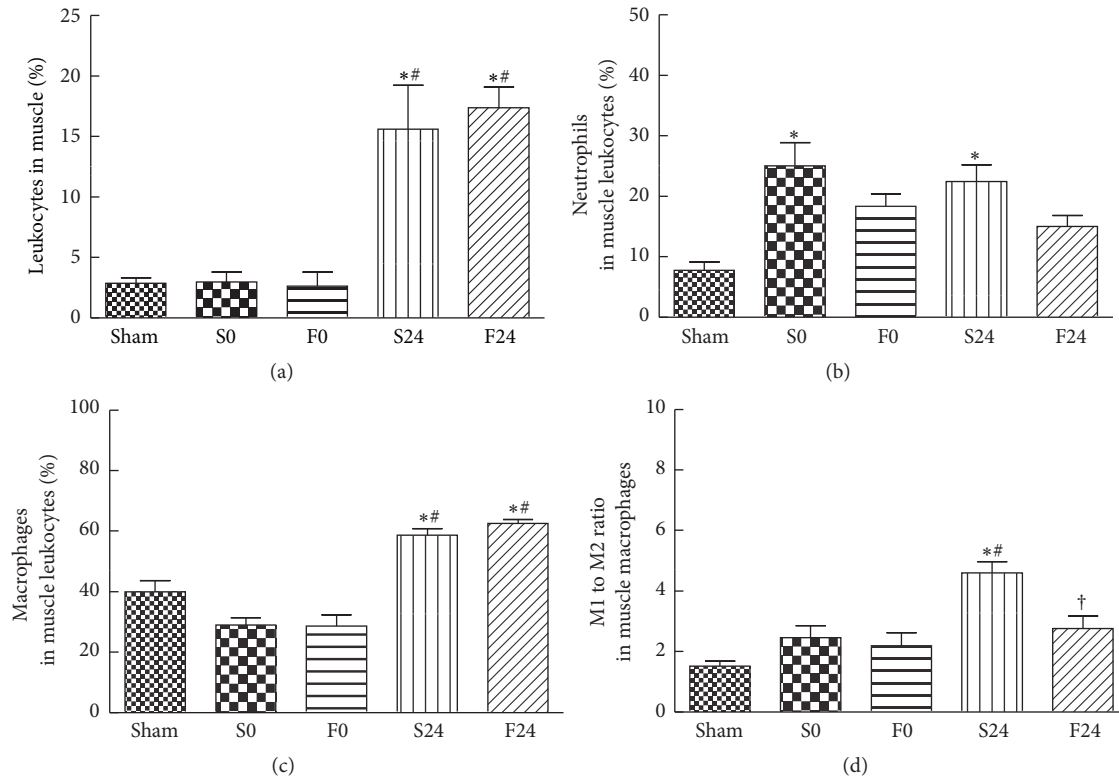 Leukocytes in muscle (%)
25
20
15
10
5
0
*#
*#
Sham S0 F0 S24 F24
(a)
Neutrophils
in muscle leukocytes (%)
50
40
30
20
10
0
*
*
Sham S0 F0 S24 F24
(b)
Macrophages
in muscle leukocytes (%)
100
80
60
40
20
0
*#
*#
Sham S0 F0 S24 F24
(c)
M1 to M2 ratio
in muscle macrophages
10
8
6
4
2
0
*#
†
Sham S0 F0 S24 F24
(d)